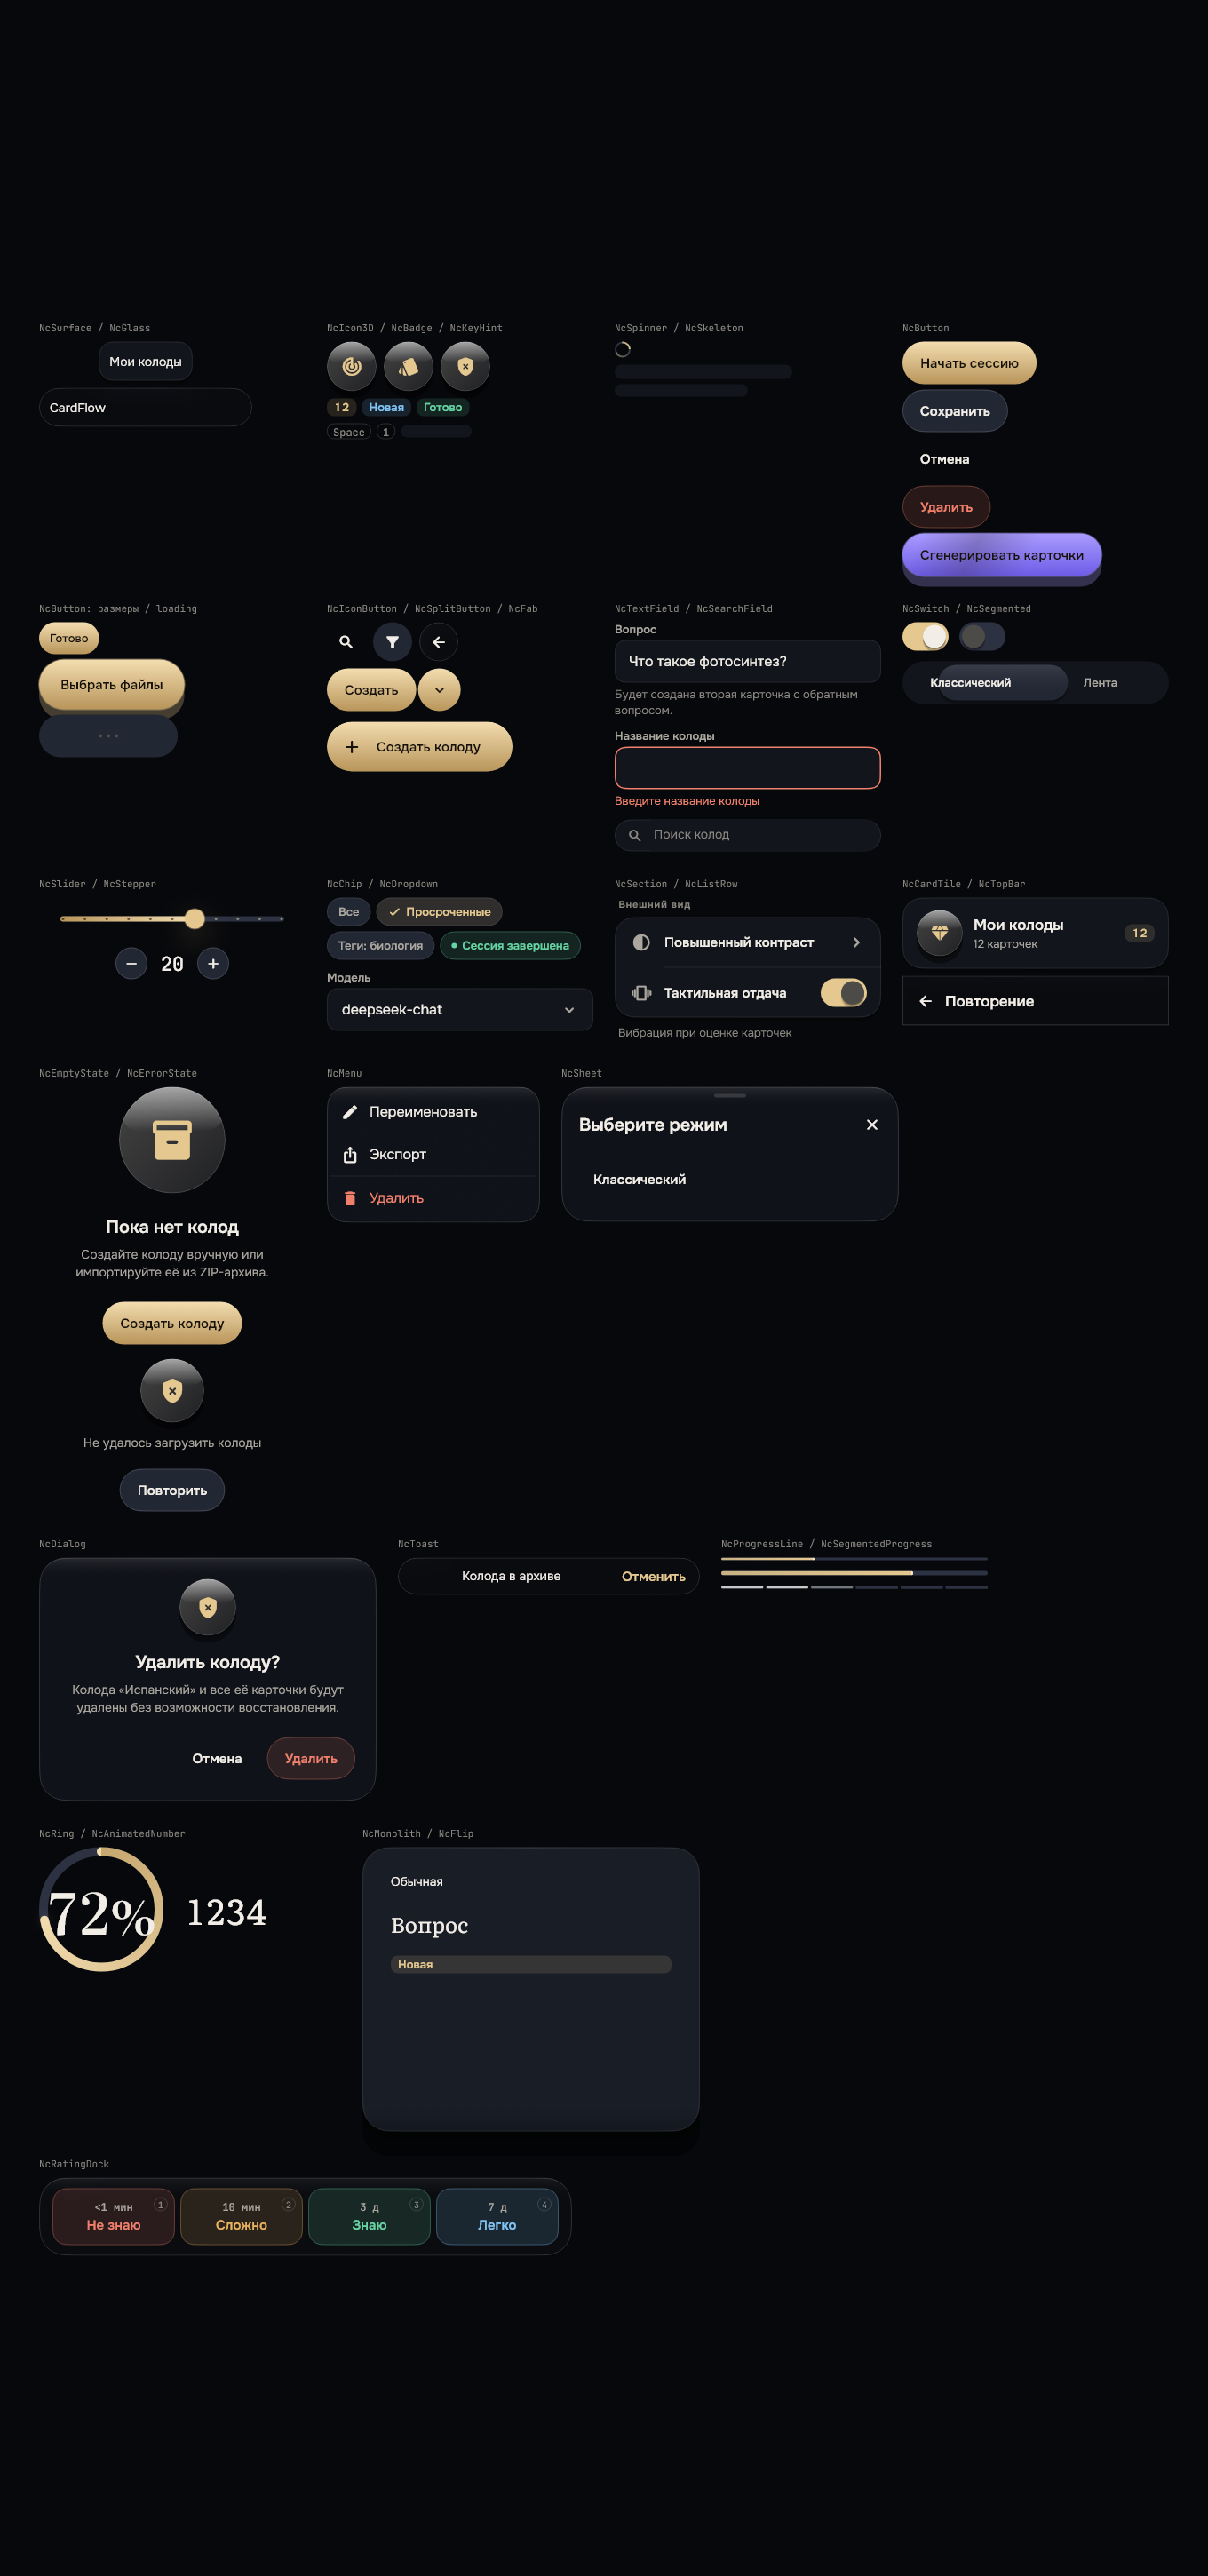 NcSurface / NcGlass
Мои колоды
CardFlow
NcIcon3D / NcBadge / NcKeyHint
12 Новая Готово
Space 1
NcSpinner / NcSkeleton
NcButton
Начать сессию
Сохранить
Отмена
Удалить
Сгенерировать карточки
NcButton: размеры / loading
Готово
Выбрать файлы
NcIconButton / NcSplitButton / NcFab
Создать
Создать колоду
NcTextField / NcSearchField
Вопрос
Что такое фотосинтез?
Будет создана вторая карточка с обратным
вопросом.
Название колоды
Введите название колоды
Поиск колод
NcSwitch / NcSegmented
Классический Лента
NcSlider / NcStepper
20
NcChip / NcDropdown
Все Просроченные
Теги: биология Сессия завершена
Модель
deepseek-chat
NcSection / NcListRow
Внешний вид
Повышенный контраст
Тактильная отдача
Вибрация при оценке карточек
NcCardTile / NcTopBar
Мои колоды
12 карточек
12
Повторение
NcEmptyState / NcErrorState
Пока нет колод
Создайте колоду вручную или
импортируйте её из ZIP-архива.
Создать колоду
Не удалось загрузить колоды
Повторить
NcMenu
Переименовать
Экспорт
Удалить
NcSheet
Выберите режим
Классический
NcDialog
Удалить колоду?
Колода «Испанский» и все её карточки будут
удалены без возможности восстановления.
Отмена Удалить
NcToast
Колода в архиве Отменить
NcProgressLine / NcSegmentedProgress
NcRing / NcAnimatedNumber
72% 1234
NcMonolith / NcFlip
Обычная
Вопрос
Новая
NcRatingDock
<1 мин 1
Не знаю
10 мин 2
Сложно
3 д 3
Знаю
7 д 4
Легко